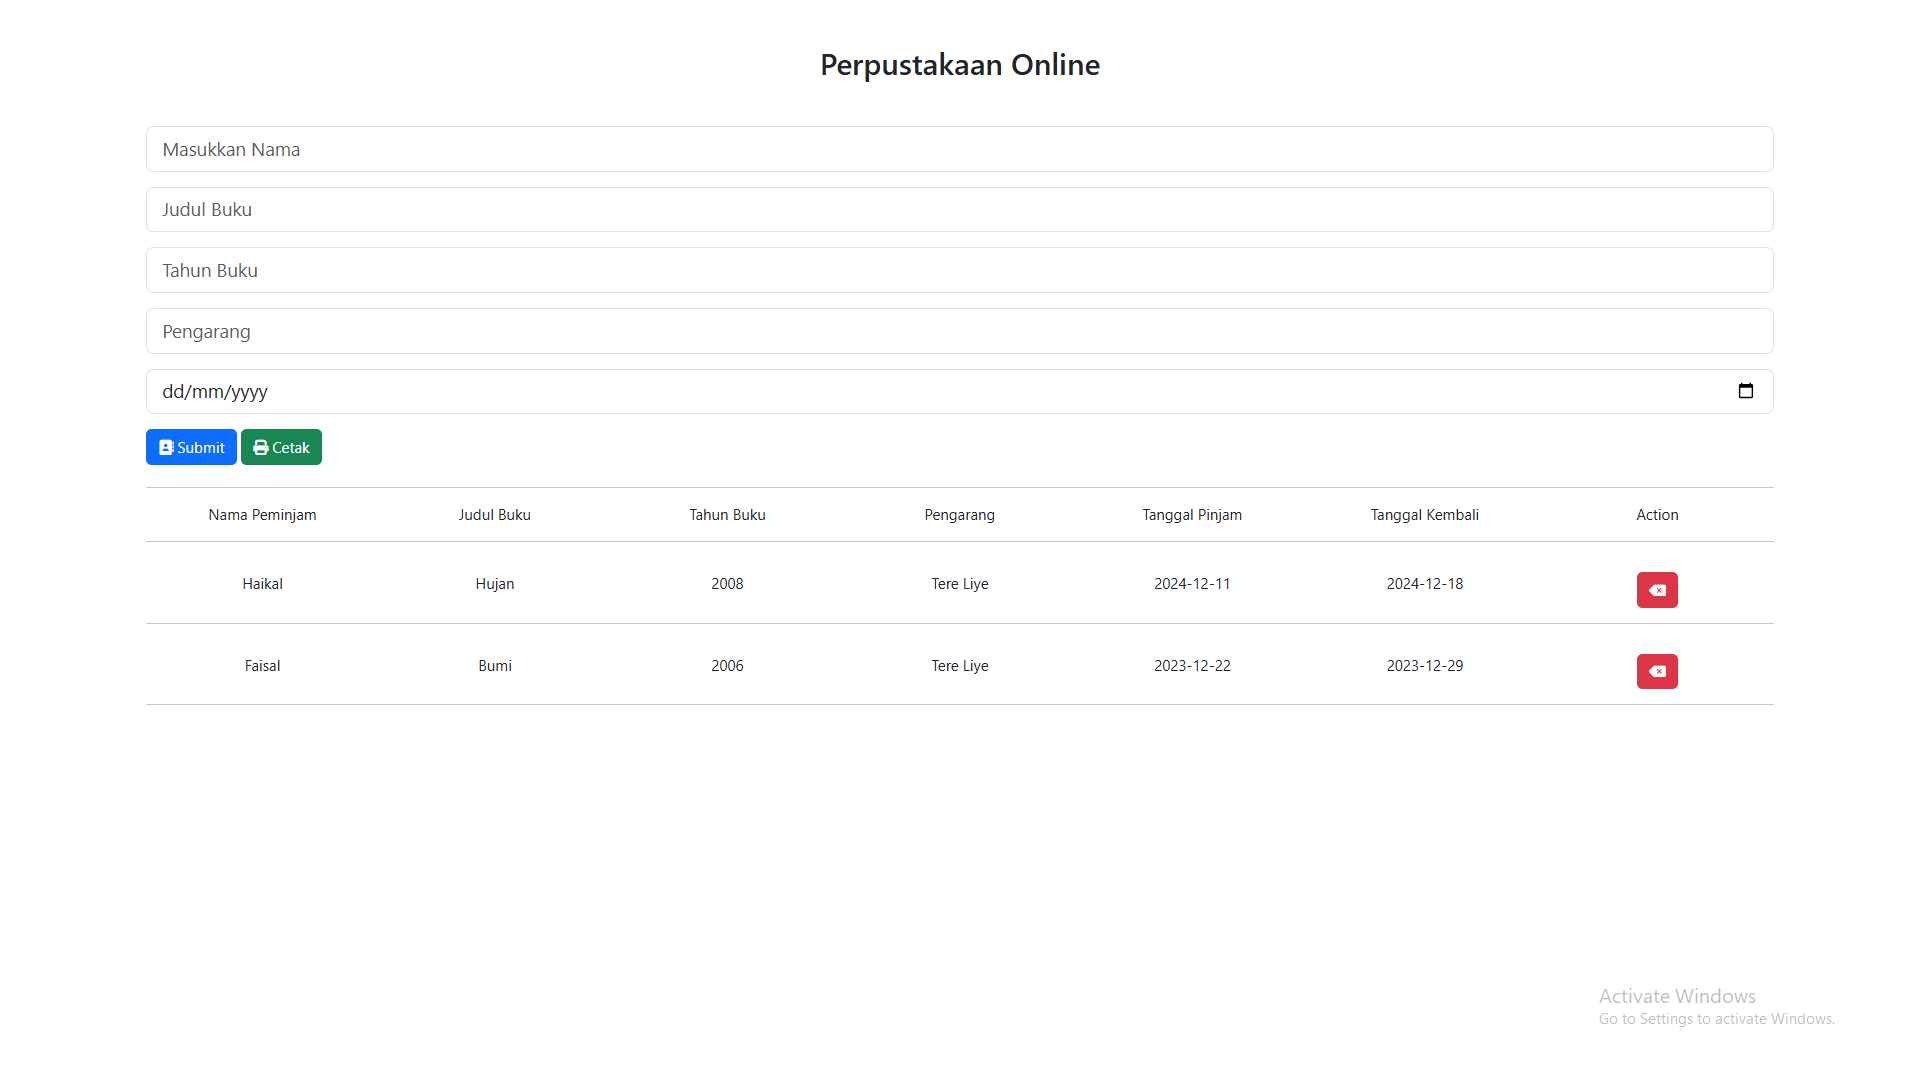 Perpustakaan Online
Masukkan Nama
Judul Buku
Tahun Buku
Pengarang
dd/mm/yyyy
Submit Cetak
Nama Peminjam Judul Buku Tahun Buku Pengarang Tanggal Pinjam Tanggal Kembali Action
Haikal Hujan 2008 Tere Liye 2024-12-11 2024-12-18
Faisal Bumi 2006 Tere Liye 2023-12-22 2023-12-29
Activate Windows
Go to Settings to activate Windows.